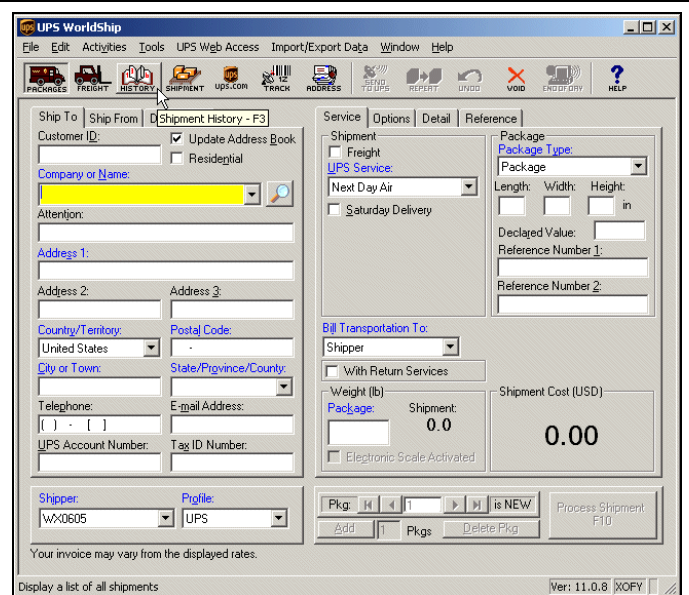 UPS WorldShip
File Edit Activities Tools UPS Web Access Import/Export Data Window Help
PACKAGES FREIGHT HISTORY SHIPMENT UPS.com TRACK ADDRESS SEND TO UPS REPEAT UNDO VOID END OF DAY HELP
Ship To Ship From D Shipment History - F3
Service Options Detail Reference
Customer ID:
Update Address Book
Residential
Company or Name:
Attention:
Address 1:
Address 2: Address 3:
Country/Territory: Postal Code:
United States -
City or Town: State/Province/County:
Telephone: E-mail Address:
( ) - [ ]
UPS Account Number: Tax ID Number:
Shipment
Freight
UPS Service:
Next Day Air
Saturday Delivery
Package
Package Type:
Package
Length: Width: Height:
in
Declared Value:
Reference Number 1:
Reference Number 2:
Bill Transportation To:
Shipper
With Return Services
Weight (lb)
Package: Shipment:
0.0
Electronic Scale Activated
Shipment Cost (USD)
0.00
Shipper: Profile:
WX0605 UPS
Pkg: 1 is NEW
Add 1 Pkgs Delete Pkg
Process Shipment
F10
Your invoice may vary from the displayed rates.
Display a list of all shipments
Ver: 11.0.8 XOFY